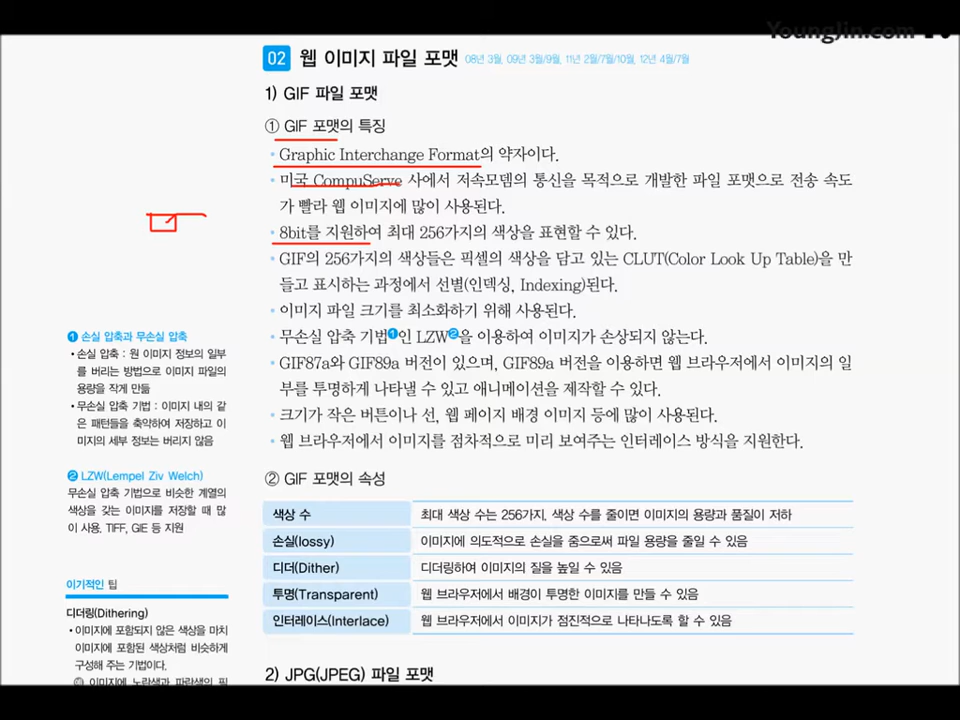 YoungJin.com
02 웹 이미지 파일 포맷 08년 3월, 09년 3월/9월, 11년 2월/7월/10월, 12년 4월/7월
1) GIF 파일 포맷
① GIF 포맷의 특징
• Graphic Interchange Format의 약자이다.
• 미국 CompuServe 사에서 저속모뎀의 통신을 목적으로 개발한 파일 포맷으로 전송 속도
가 빨라 웹 이미지에 많이 사용된다.
• 8bit를 지원하여 최대 256가지의 색상을 표현할 수 있다.
• GIF의 256가지의 색상들은 픽셀의 색상을 담고 있는 CLUT(Color Look Up Table)을 만
들고 표시하는 과정에서 선별(인덱싱, Indexing)된다.
• 이미지 파일 크기를 최소화하기 위해 사용된다.
• 무손실 압축 기법❶인 LZW❷을 이용하여 이미지가 손상되지 않는다.
• GIF87a와 GIF89a 버전이 있으며, GIF89a 버전을 이용하면 웹 브라우저에서 이미지의 일
부를 투명하게 나타낼 수 있고 애니메이션을 제작할 수 있다.
• 크기가 작은 버튼이나 선, 웹 페이지 배경 이미지 등에 많이 사용된다.
• 웹 브라우저에서 이미지를 점차적으로 미리 보여주는 인터레이스 방식을 지원한다.
② GIF 포맷의 속성
색상 수 최대 색상 수는 256가지, 색상 수를 줄이면 이미지의 용량과 품질이 저하
손실(lossy) 이미지에 의도적으로 손실을 줌으로써 파일 용량을 줄일 수 있음
디더(Dither) 디더링하여 이미지의 질을 높일 수 있음
투명(Transparent) 웹 브라우저에서 배경이 투명한 이미지를 만들 수 있음
인터레이스(Interlace) 웹 브라우저에서 이미지가 점진적으로 나타나도록 할 수 있음
2) JPG(JPEG) 파일 포맷
❶ 손실 압축과 무손실 압축
• 손실 압축 : 원 이미지 정보의 일부
를 버리는 방법으로 이미지 파일의
용량을 작게 만듦
• 무손실 압축 기법 : 이미지 내의 같
은 패턴들을 축약하여 저장하고 이
미지의 세부 정보는 버리지 않음
❷ LZW(Lempel Ziv Welch)
무손실 압축 기법으로 비슷한 계열의
색상을 갖는 이미지를 저장할 때 많
이 사용. TIFF, GIE 등 지원
이기적인 팁
디더링(Dithering)
• 이미지에 포함되지 않은 색상을 마치
이미지에 포함된 색상처럼 비슷하게
구성해 주는 기법이다.
이미지에 노란색과 파란색의 픽